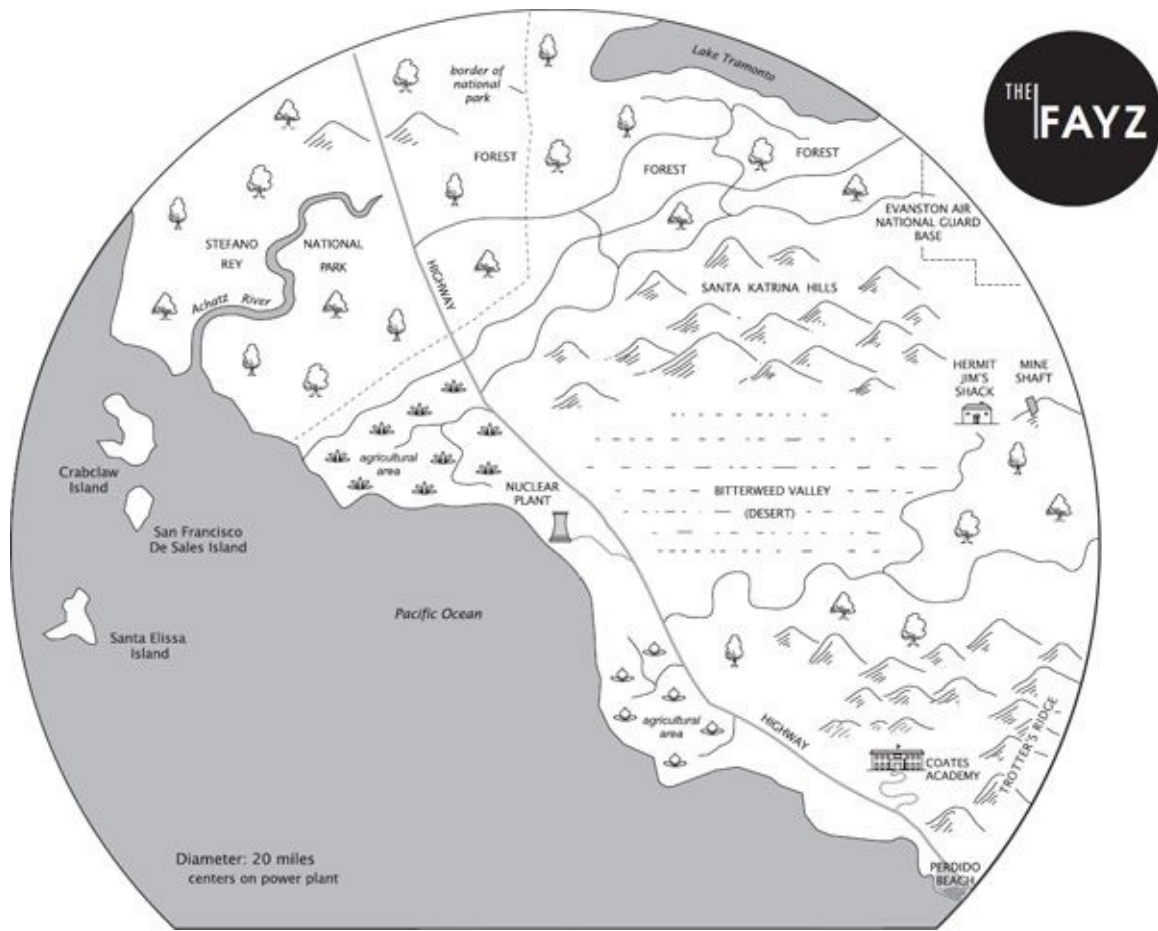 Lake Tramonto
THE
FAYZ
border of
national
park
FOREST
FOREST
FOREST
EVANSTON AIR
NATIONAL GUARD
BASE
STEFANO
REY
NATIONAL
PARK
HIGHWAY
Achatz River
SANTA KATRINA HILLS
HERMIT
JIM'S
SHACK
MINE
SHAFT
agricultural
area
Crabclaw
Island
NUCLEAR
PLANT
BITTERWEED VALLEY
(DESERT)
San Francisco
De Sales Island
Pacific Ocean
Santa Elissa
Island
agricultural
area
HIGHWAY
TROTTER'S RIDGE
COATES
ACADEMY
Diameter: 20 miles
centers on power plant
PERDIDO
BEACH